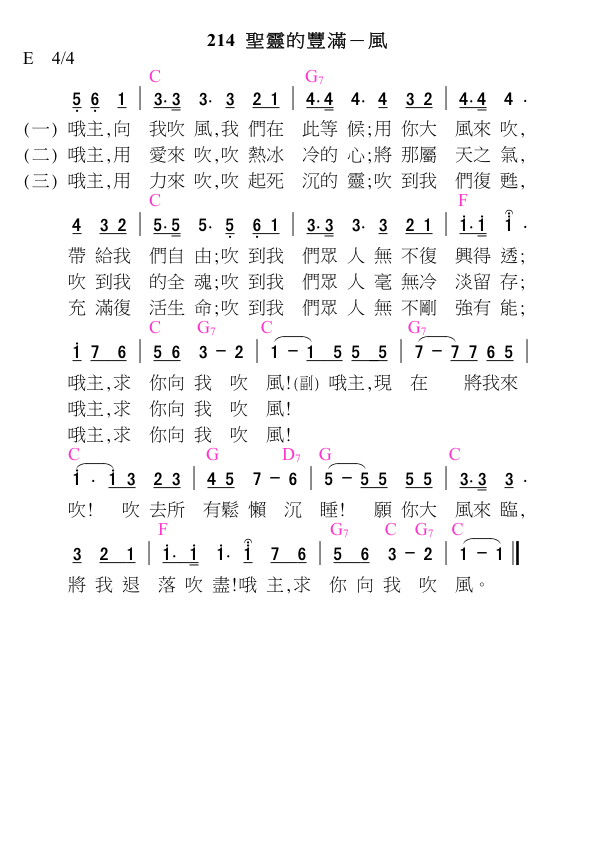 214 聖靈的豐滿－風
E 4/4
C G7
5 6 1 | 3·3 3· 3 2 1 | 4·4 4· 4 3 2 | 4·4 4 ·
(一) 哦主,向 我吹 風,我 們在 此等 候;用 你大 風來 吹,
(二) 哦主,用 愛來 吹,吹 熱冰 冷的 心;將 那屬 天之 氣,
(三) 哦主,用 力來 吹,吹 起死 沉的 靈;吹 到我 們復 甦,
C F
4 3 2 | 5·5 5· 5 6 1 | 3·3 3· 3 2 1 | 1·1 1 ·
帶 給我 們自 由;吹 到我 們眾 人 無 不復 興得 透;
吹 到我 的全 魂;吹 到我 們眾 人 毫 無冷 淡留 存;
充 滿復 活生 命;吹 到我 們眾 人 無 不剛 強有 能;
C G7 C G7
1 7 6 | 5 6 3 － 2 | 1 － 1 5 5 5 | 7 － 7 7 6 5 |
哦主,求 你向 我 吹 風!(副) 哦主,現 在 將我來
哦主,求 你向 我 吹 風!
哦主,求 你向 我 吹 風!
C G D7 G C
1 · 1 3 2 3 | 4 5 7 － 6 | 5 － 5 5 5 5 | 3·3 3 ·
吹! 吹 去所 有鬆 懶 沉 睡! 願 你大 風來 臨,
F G7 C G7 C
3 2 1 | 1· 1 1· 1 7 6 | 5 6 3 － 2 | 1 － 1 ‖
將 我 退 落 吹 盡!哦 主,求 你 向 我 吹 風。